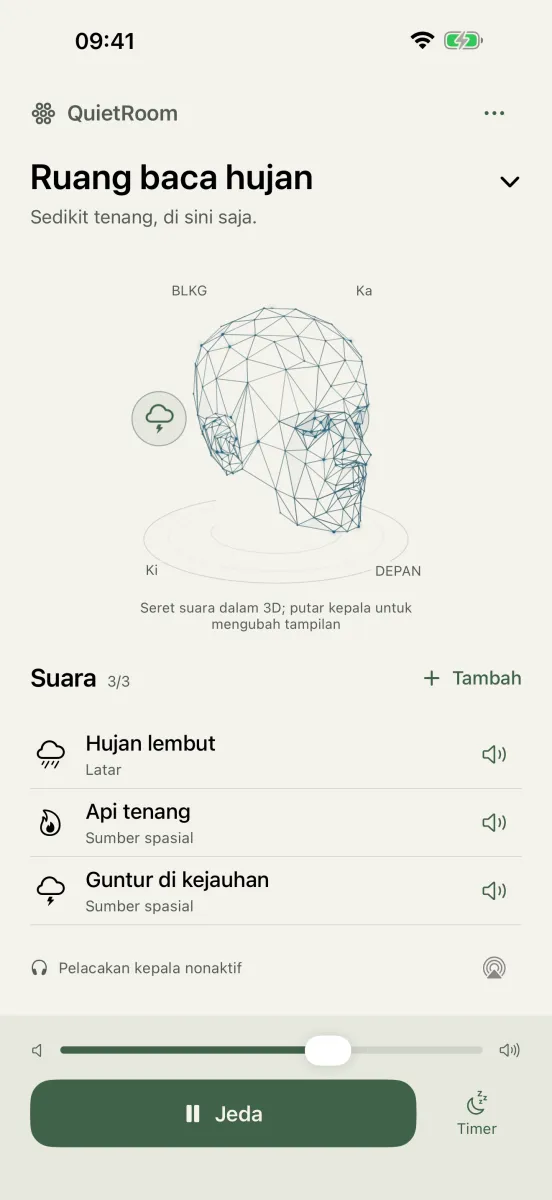 09:41
QuietRoom
Ruang baca hujan
Sedikit tenang, di sini saja.
BLKG
Ka
Ki
DEPAN
Seret suara dalam 3D; putar kepala untuk
mengubah tampilan
Suara 3/3
+ Tambah
Hujan lembut
Latar
Api tenang
Sumber spasial
Guntur di kejauhan
Sumber spasial
Pelacakan kepala nonaktif
Jeda
Timer